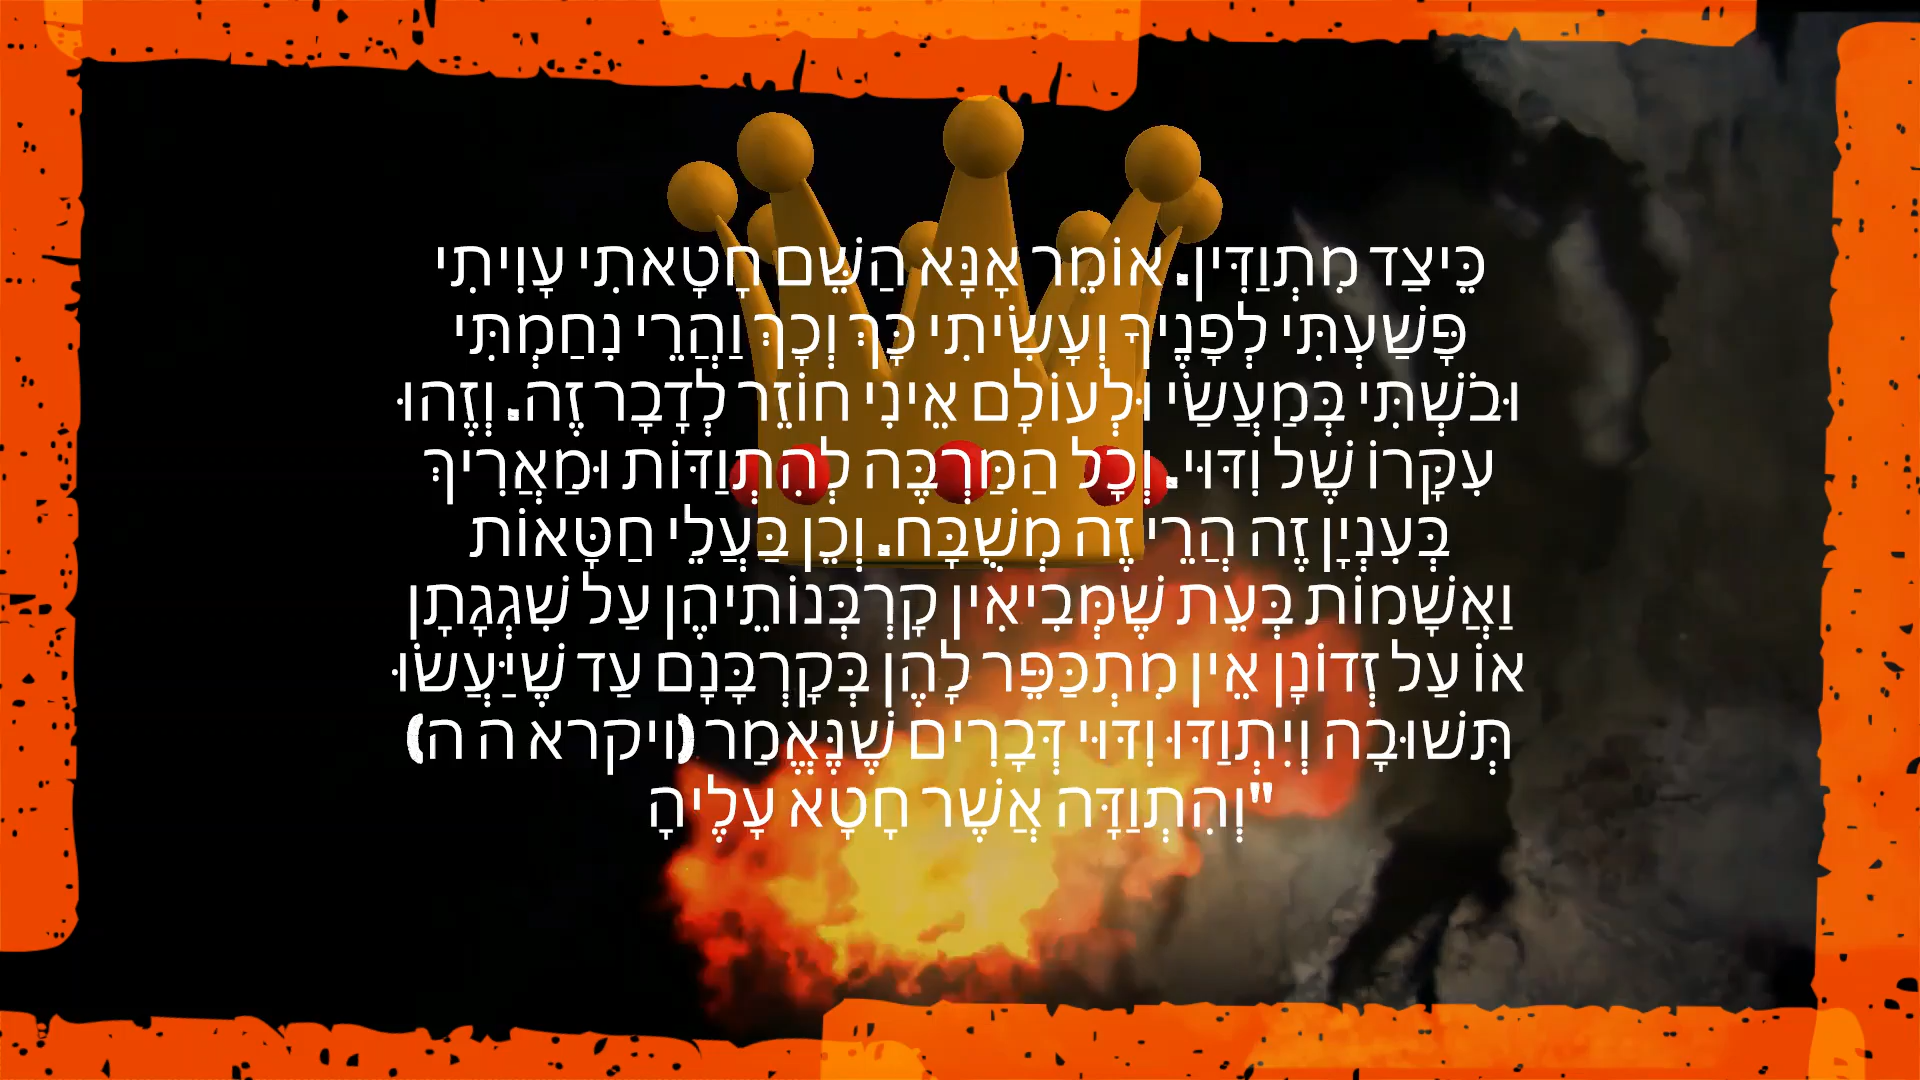 כֵּיצַד מִתְוַדִּין. אוֹמֵר אָנָּא הַשֵּׁם חָטָאתִי עָוִיתִי
פָּשַׁעְתִּי לְפָנֶיךָ וְעָשִׂיתִי כָּךְ וְכָךְ וַהֲרֵי נִחַמְתִּי
וּבֹשְׁתִּי בְּמַעֲשַׂי וּלְעוֹלָם אֵינִי חוֹזֵר לְדָבָר זֶה. וְזֶהוּ
עִקָּרוֹ שֶׁל וִדּוּי. וְכָל הַמַּרְבֶּה לְהִתְוַדּוֹת וּמַאֲרִיךְ
בְּעִנְיָן זֶה הֲרֵי זֶה מְשֻׁבָּח. וְכֵן בַּעֲלֵי חַטָּאוֹת
וַאֲשָׁמוֹת בְּעֵת שֶׁמְּבִיאִין קָרְבְּנוֹתֵיהֶן עַל שִׁגְגָתָן
אוֹ עַל זְדוֹנָן אֵין מִתְכַּפֵּר לָהֶן בְּקָרְבָּנָם עַד שֶׁיַּעֲשׂוּ
תְּשׁוּבָה וְיִתְוַדּוּ וִדּוּי דְּבָרִים שֶׁנֶּאֱמַר (ויקרא ה ה)
"וְהִתְוַדָּה אֲשֶׁר חָטָא עָלֶיהָ